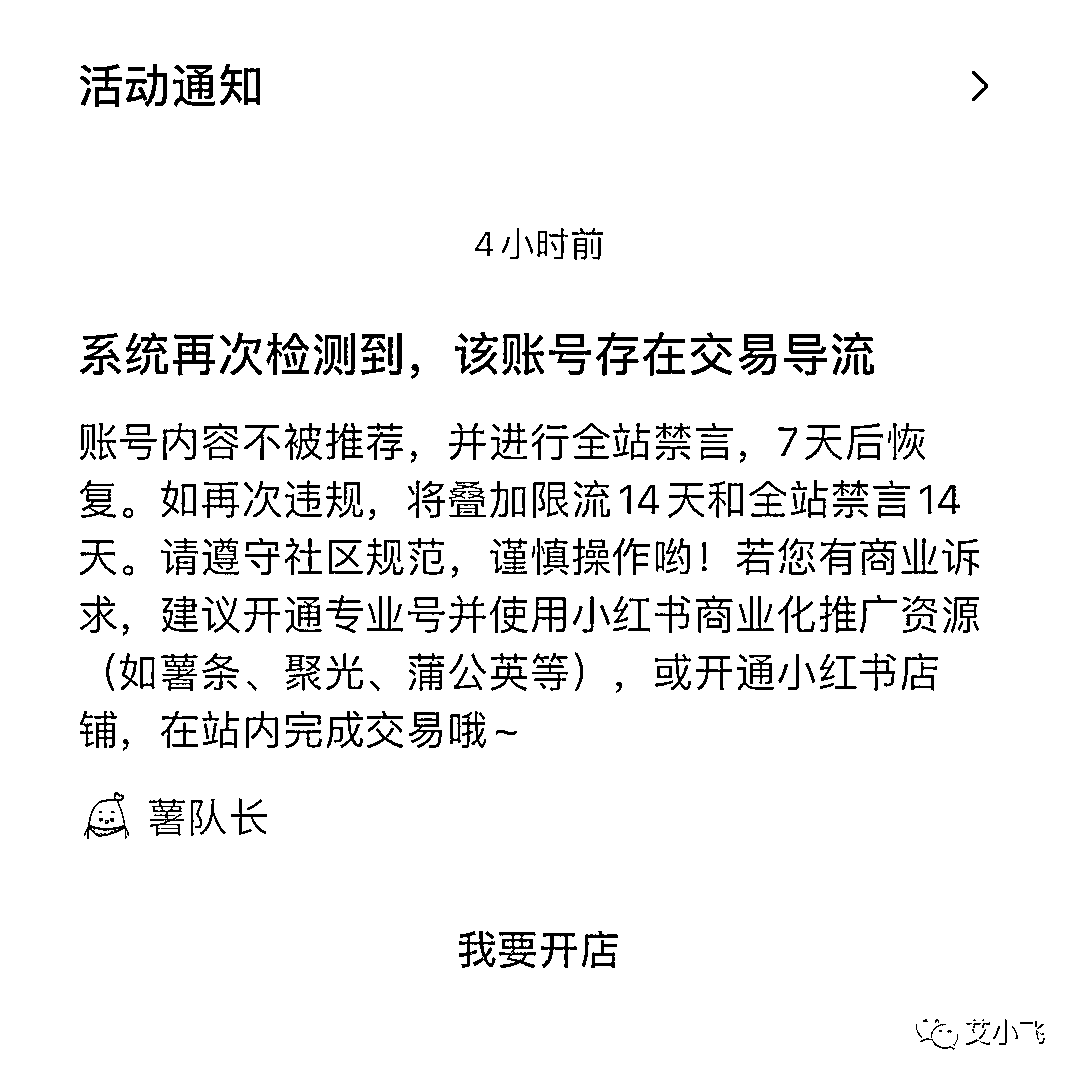 活动通知
4小时前
系统再次检测到，该账号存在交易导流
账号内容不被推荐，并进行全站禁言，7天后恢
复。如再次违规，将叠加限流14天和全站禁言14
天。请遵守社区规范，谨慎操作哟！若您有商业诉
求，建议开通专业号并使用小红书商业化推广资源
（如薯条、聚光、蒲公英等），或开通小红书店
铺，在站内完成交易哦~
薯队长
我要开店
艾小飞